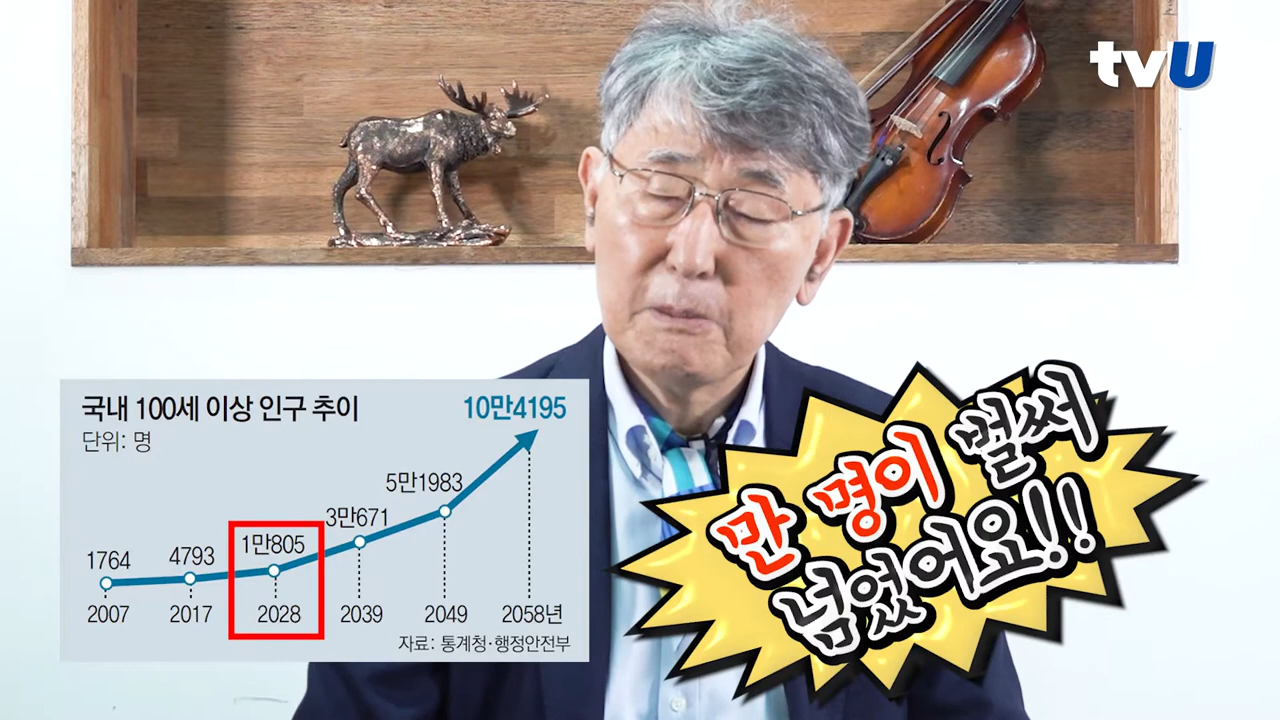 tvU
국내 100세 이상 인구 추이
단위: 명
1764
4793
1만805
3만671
5만1983
10만4195
2007
2017
2028
2039
2049
2058년
자료: 통계청·행정안전부
만 명이 벌써
넘었어요!!